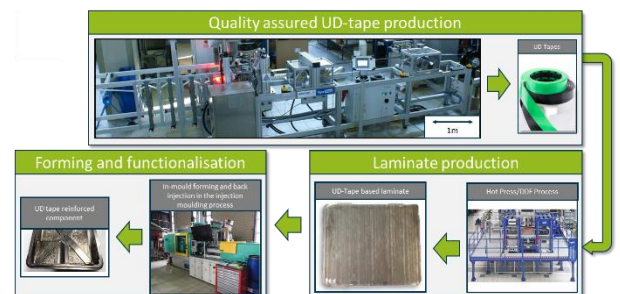 Quality assured UD-tape production
UD Tapes
1m
Forming and functionalisation
Laminate production
UD tape reinforced
component
In-mould forming and back
injection in the injection
moulding process
UD-Tape based laminate
Hot Press/DDF Process